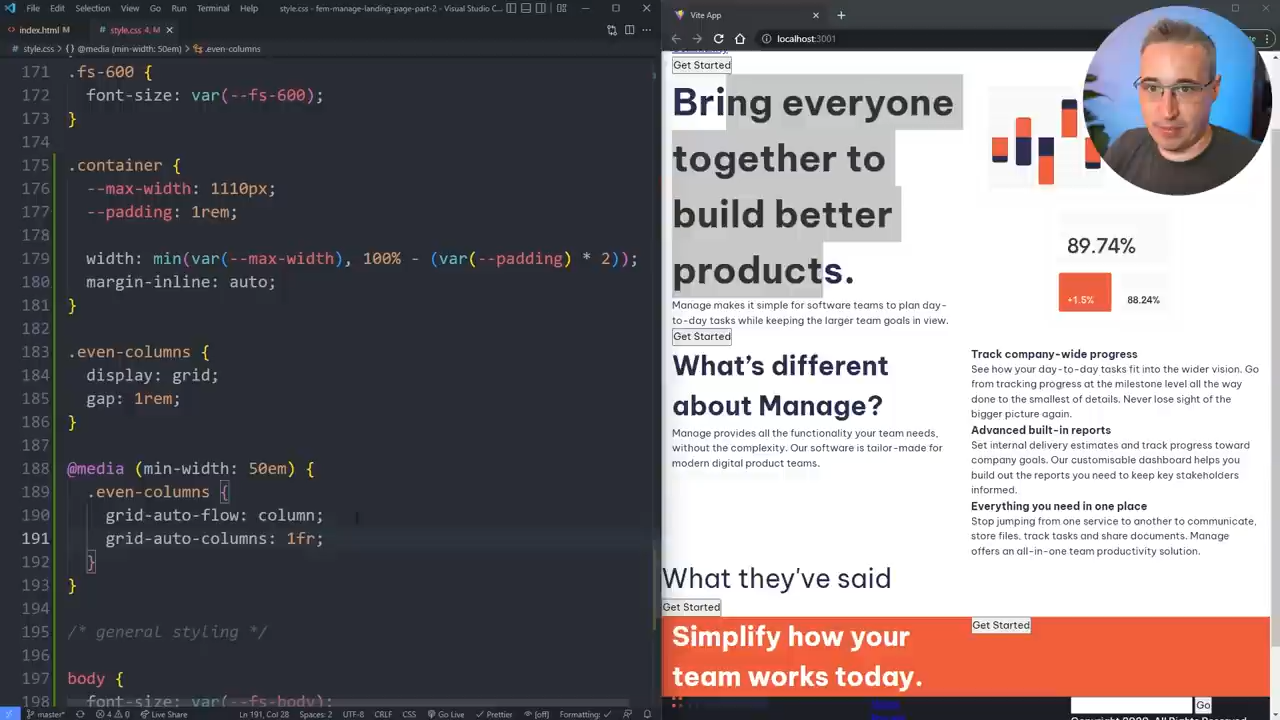 File Edit Selection View Go Run Terminal Help style.css - fem-manage-landing-page-part-2 - Visual Studio C...
index.html M
style.css 4, M
style.css > {} @media (min-width: 50em) > .even-columns
171 .fs-600 {
172 font-size: var(--fs-600);
173 }
174
175 .container {
176 --max-width: 1110px;
177 --padding: 1rem;
178
179 width: min(var(--max-width), 100% - (var(--padding) * 2));
180 margin-inline: auto;
181 }
182
183 .even-columns {
184 display: grid;
185 gap: 1rem;
186 }
187
188 @media (min-width: 50em) {
189 .even-columns {
190 grid-auto-flow: column;
191 grid-auto-columns: 1fr;
192 }
193 }
194
195 /* general styling */
196
197 body {
198 font-size: var(--fs-body);
master* 4 0 Live Share Ln 191, Col 28 Spaces: 2 UTF-8 CRLF CSS Go Live Prettier [off] Formatting: ✓
Vite App
localhost:3001
Get Started
Bring everyone
together to
build better
products.
Manage makes it simple for software teams to plan day-
to-day tasks while keeping the larger team goals in view.
Get Started
89.74%
+1.5% 88.24%
What's different
about Manage?
Manage provides all the functionality your team needs,
without the complexity. Our software is tailor-made for
modern digital product teams.
Track company-wide progress
See how your day-to-day tasks fit into the wider vision. Go
from tracking progress at the milestone level all the way
done to the smallest of details. Never lose sight of the
bigger picture again.
Advanced built-in reports
Set internal delivery estimates and track progress toward
company goals. Our customisable dashboard helps you
build out the reports you need to keep key stakeholders
informed.
Everything you need in one place
Stop jumping from one service to another to communicate,
store files, track tasks and share documents. Manage
offers an all-in-one team productivity solution.
What they've said
Get Started
Simplify how your
team works today.
Get Started
Go